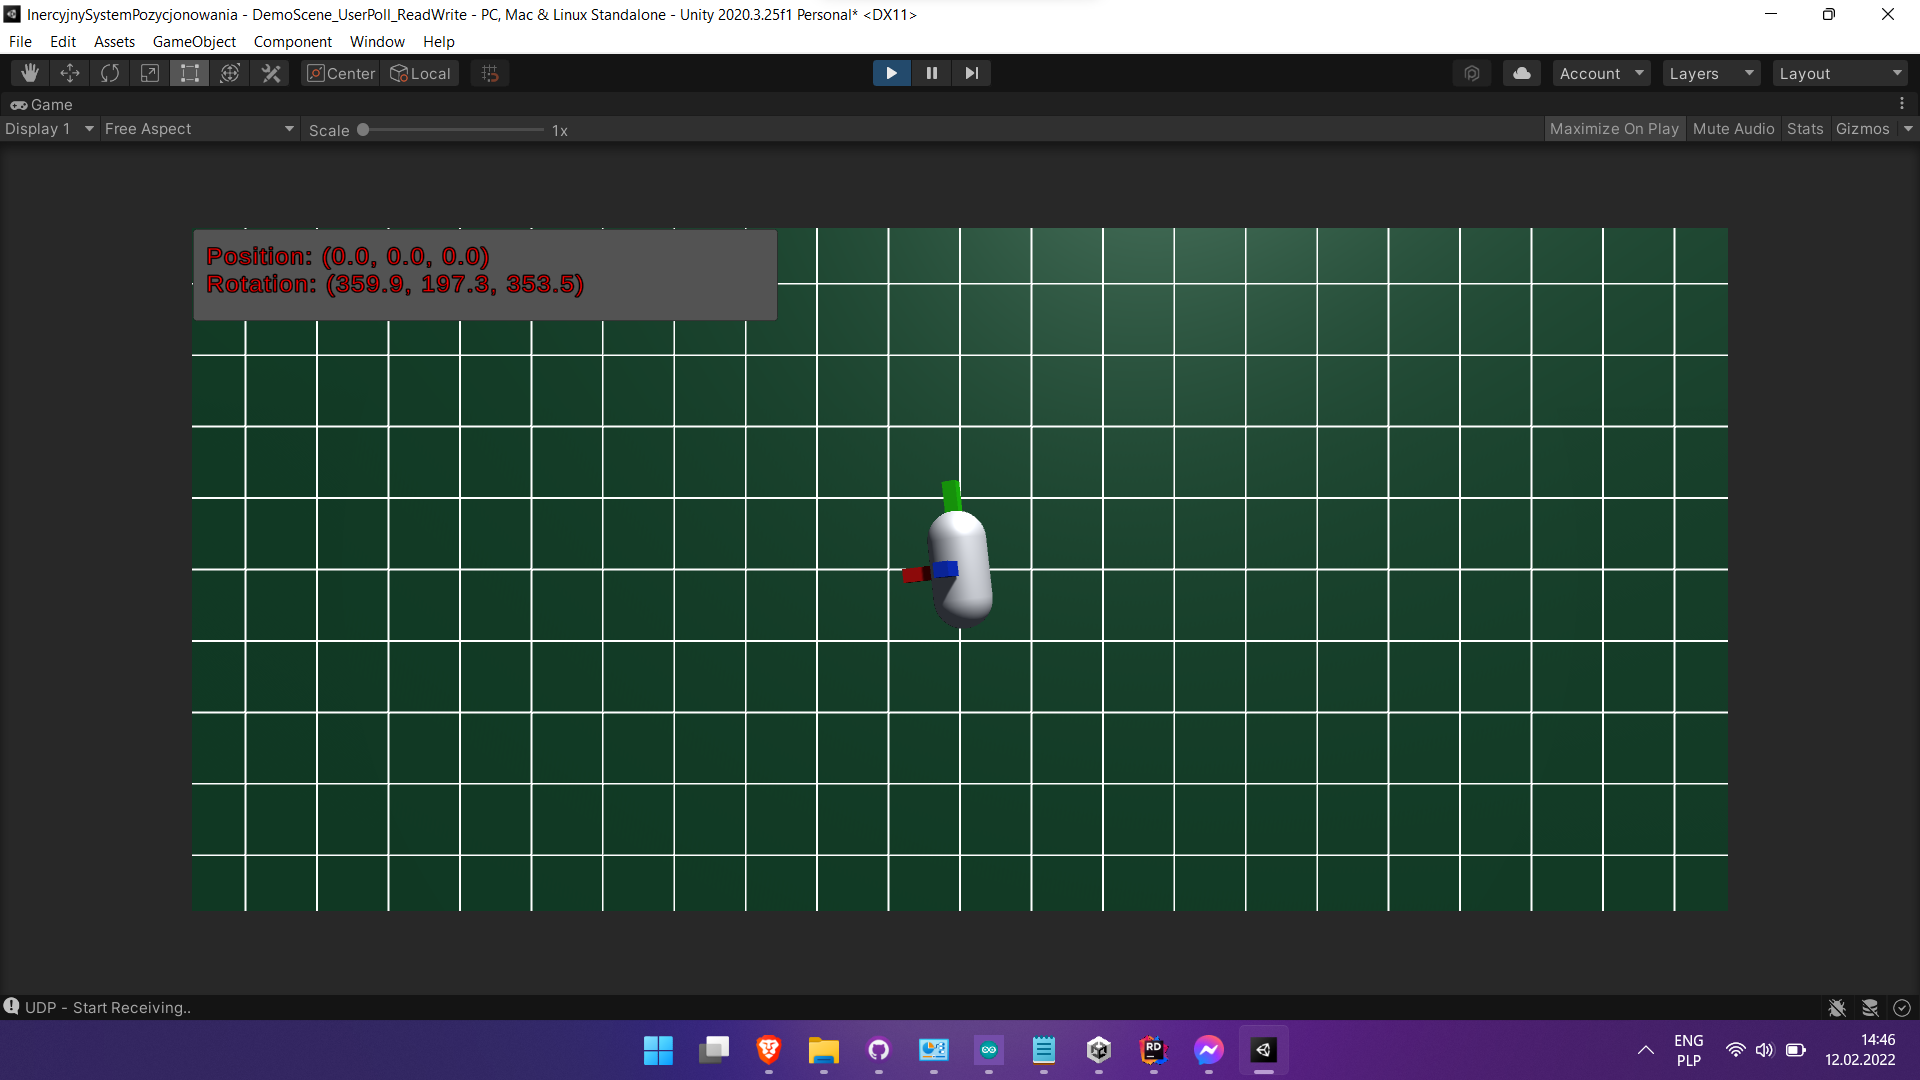 InercyjnySystemPozycjonowania - DemoScene_UserPoll_ReadWrite - PC, Mac & Linux Standalone - Unity 2020.3.25f1 Personal* <DX11>
File Edit Assets GameObject Component Window Help
Center Local Account Layers Layout
Game
Display 1 Free Aspect Scale 1x Maximize On Play Mute Audio Stats Gizmos
Position: (0.0, 0.0, 0.0)
Rotation: (359.9, 197.3, 353.5)
UDP - Start Receiving..
RD
ENG 14:46
PLP 12.02.2022